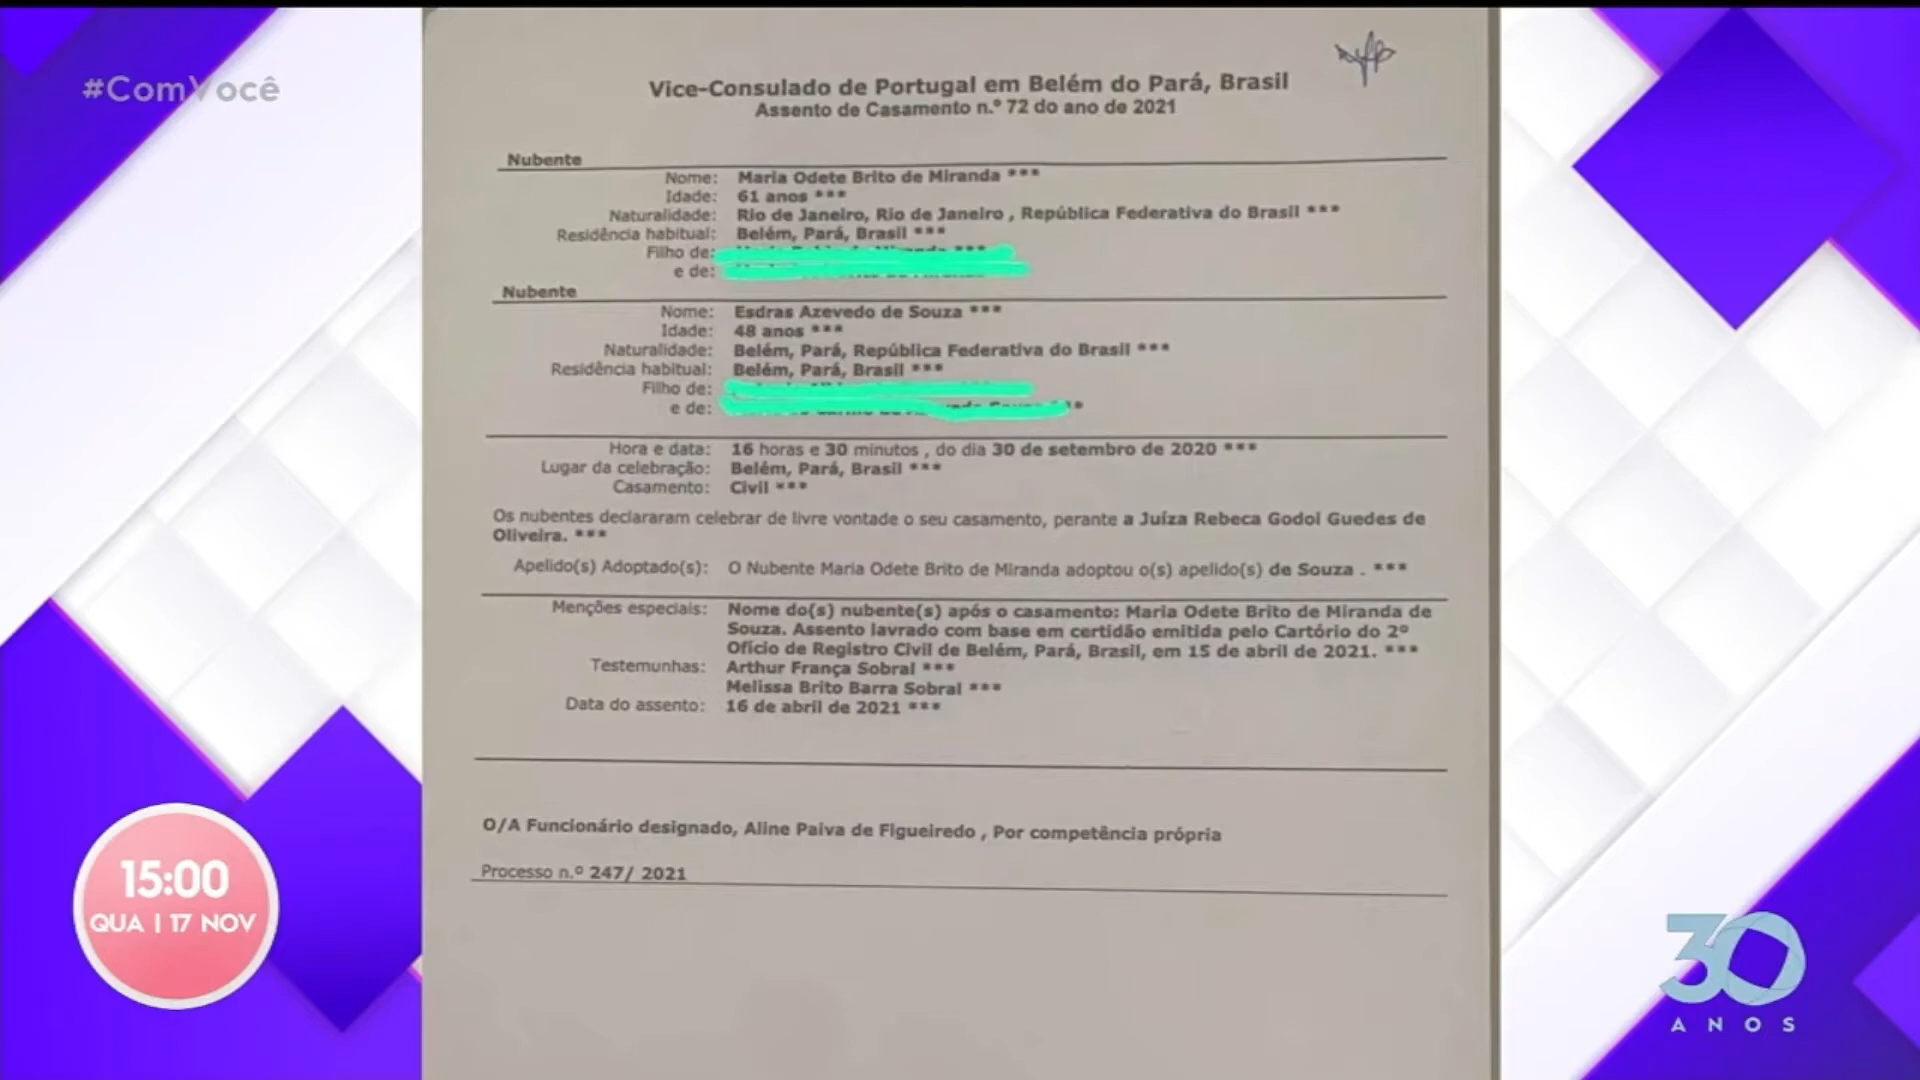 #ComVocê
Vice-Consulado de Portugal em Belém do Pará, Brasil
Assento de Casamento n.º 72 do ano de 2021
Nubente
Nome: Maria Odete Brito de Miranda ***
Idade: 61 anos ***
Naturalidade: Rio de Janeiro, Rio de Janeiro , República Federativa do Brasil ***
Residência habitual: Belém, Pará, Brasil ***
Filho de:
e de:
Nubente
Nome: Esdras Azevedo de Souza ***
Idade: 48 anos ***
Naturalidade: Belém, Pará, República Federativa do Brasil ***
Residência habitual: Belém, Pará, Brasil ***
Filho de:
e de:
Hora e data: 16 horas e 30 minutos , do dia 30 de setembro de 2020 ***
Lugar da celebração: Belém, Pará, Brasil ***
Casamento: Civil ***
Os nubentes declararam celebrar de livre vontade o seu casamento, perante a Juíza Rebeca Godoi Guedes de
Oliveira. ***
Apelido(s) Adoptado(s): O Nubente Maria Odete Brito de Miranda adoptou o(s) apelido(s) de Souza . ***
Menções especiais: Nome do(s) nubente(s) após o casamento: Maria Odete Brito de Miranda de
Souza. Assento lavrado com base em certidão emitida pelo Cartório do 2º
Ofício de Registro Civil de Belém, Pará, Brasil, em 15 de abril de 2021. ***
Testemunhas: Arthur França Sobral ***
Melissa Brito Barra Sobral ***
Data do assento: 16 de abril de 2021 ***
O/A Funcionário designado, Aline Paiva de Figueiredo , Por competência própria
Processo n.º 247/ 2021
15:00
QUA | 17 NOV
30
ANOS